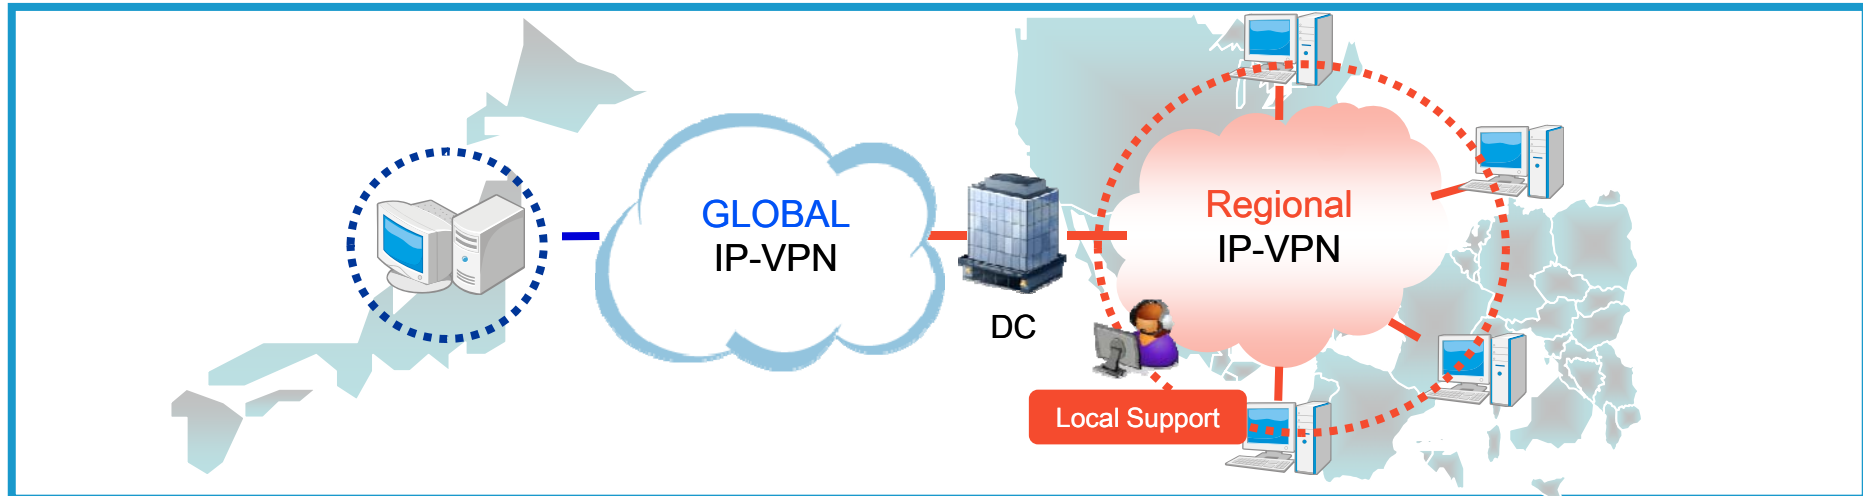 GLOBAL
IP-VPN
DC
Regional
IP-VPN
Local Support